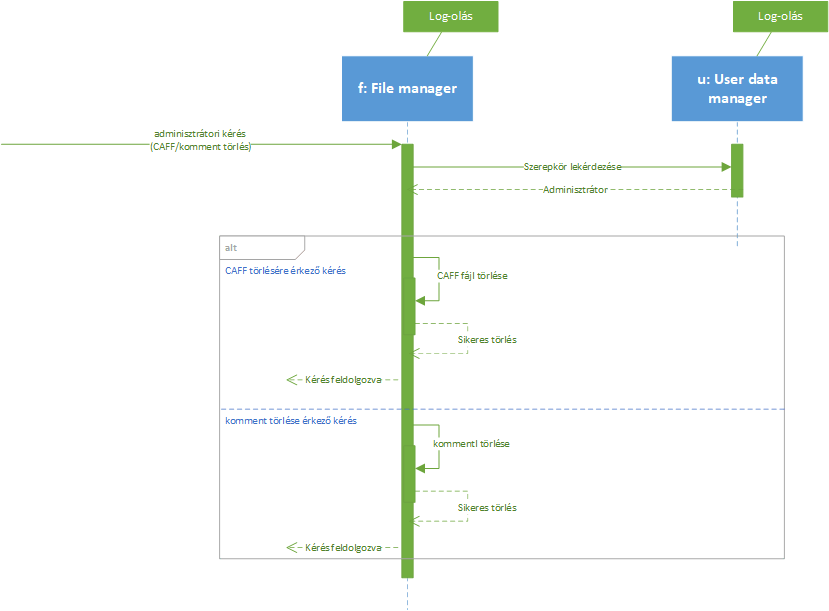 Log-olás
Log-olás
f: File manager
u: User data
manager
adminisztrátori kérés
(CAFF/komment törlés)
Szerepkör lekérdezése
Adminisztrátor
alt
CAFF törlésére érkező kérés
CAFF fájl törlése
Sikeres törlés
Kérés feldolgozva
komment törlése érkező kérés
kommentl törlése
Sikeres törlés
Kérés feldolgozva